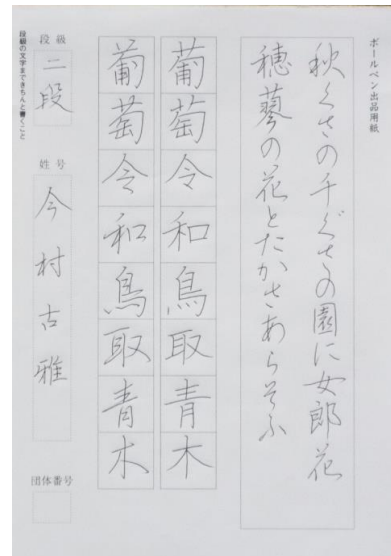 ボールペン出品用紙
秋くさの千ぐさの園に女郎花
穂蓼の花とたかさあらそふ
葡萄令和鳥取青木
葡萄令和鳥取青木
段級
二段
姓号
今村古雅
団体番号
段級の文字まできちんと書くこと